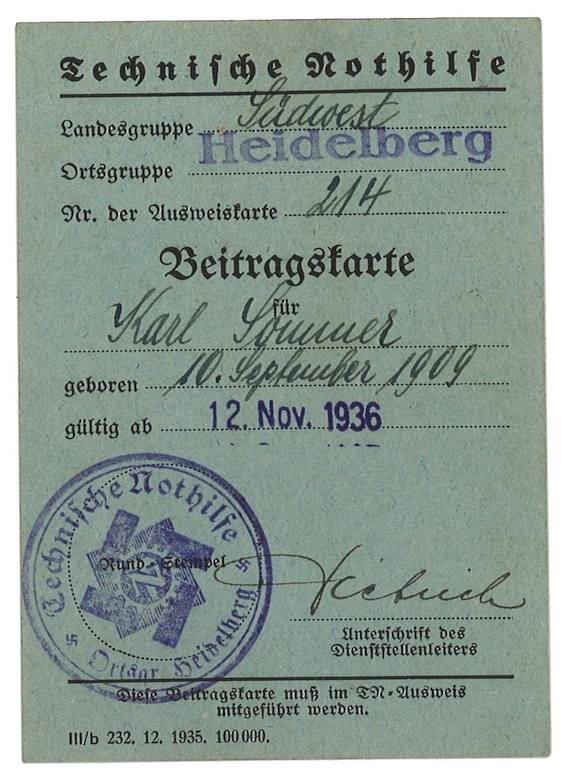 Technische Nothilfe
Landesgruppe Südwest
Ortsgruppe Heidelberg
Nr. der Ausweiskarte 214
Beitragskarte
für
Karl Sommer
geboren 10. September 1909
gültig ab 12. Nov. 1936
Technische Nothilfe
Rund-Stempel
Ortsgr. Heidelberg
Unterschrift des
Dienststellenleiters
Diese Beitragskarte muß im TN-Ausweis
mitgeführt werden.
III/b 232. 12. 1935. 100000.